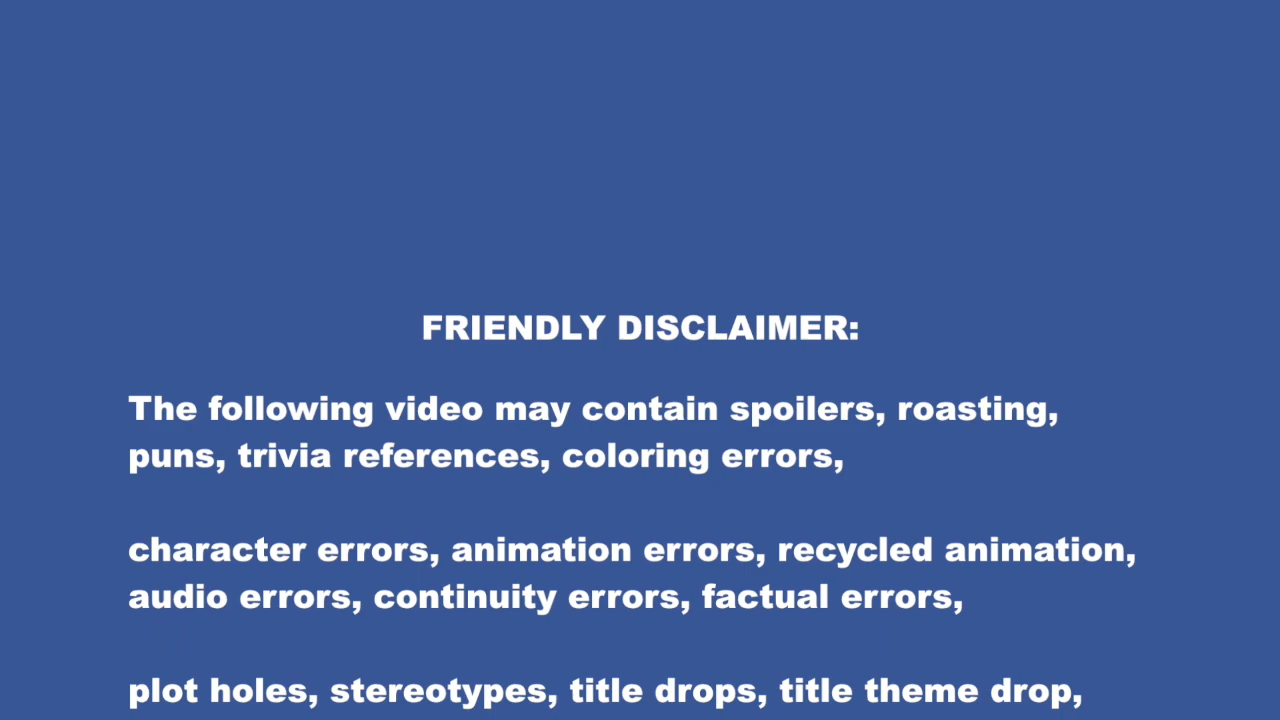 FRIENDLY DISCLAIMER:
The following video may contain spoilers, roasting,
puns, trivia references, coloring errors,
character errors, animation errors, recycled animation,
audio errors, continuity errors, factual errors,
plot holes, stereotypes, title drops, title theme drop,